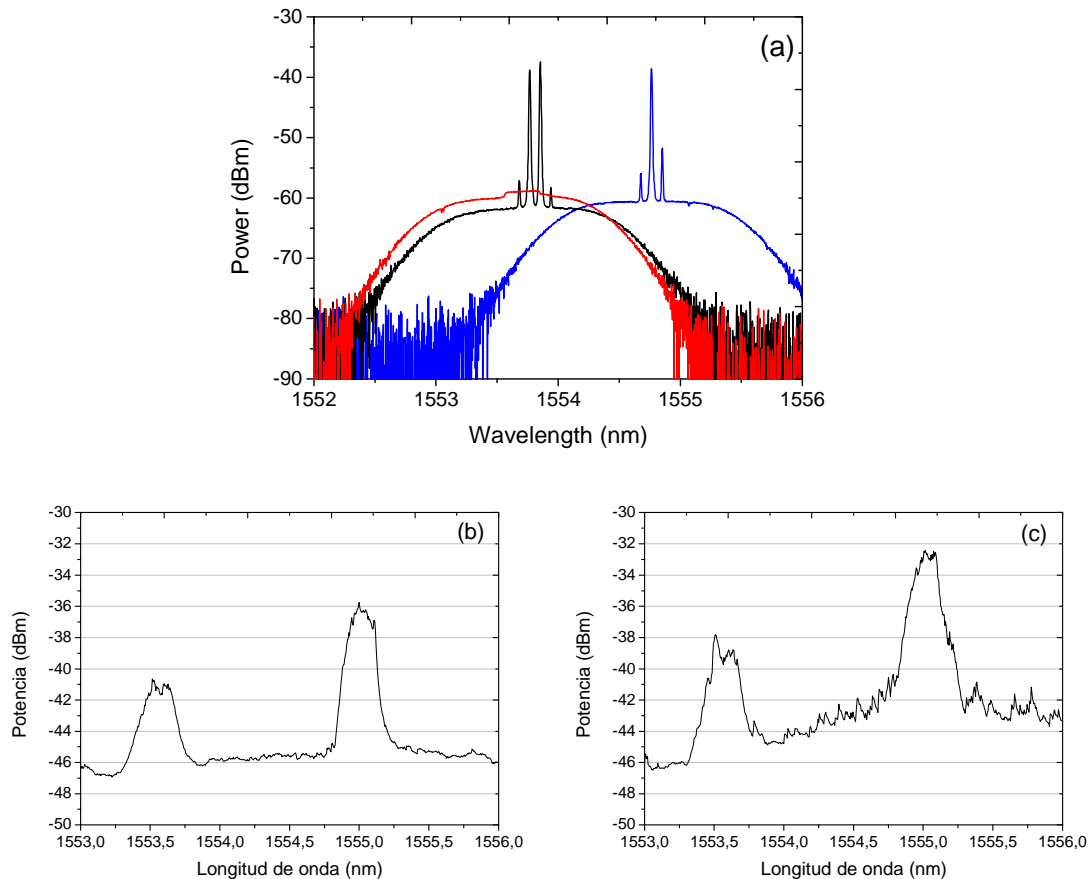 (a)
Power (dBm)
-30
-40
-50
-60
-70
-80
-90
1552 1553 1554 1555 1556
Wavelength (nm)
(b)
Potencia (dBm)
-30
-32
-34
-36
-38
-40
-42
-44
-46
-48
-50
1553,0 1553,5 1554,0 1554,5 1555,0 1555,5 1556,0
Longitud de onda (nm)
(c)
Potencia (dBm)
-30
-32
-34
-36
-38
-40
-42
-44
-46
-48
-50
1553,0 1553,5 1554,0 1554,5 1555,0 1555,5 1556,0
Longitud de onda (nm)